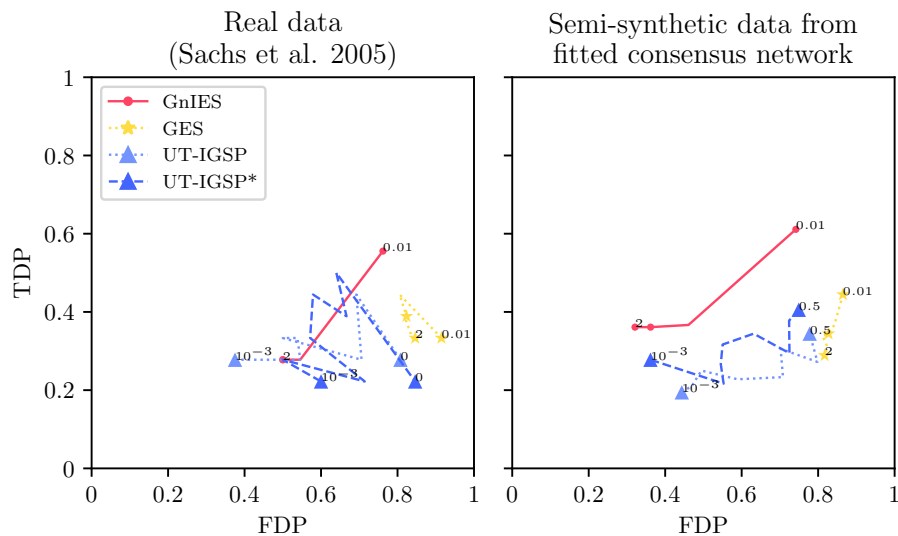 Real data
(Sachs et al. 2005)
Semi-synthetic data from
fitted consensus network
TDP
1
0.8
0.6
0.4
0.2
0
GnIES
GES
UT-IGSP
UT-IGSP*
0.01
0.01
2
2
10⁻³
10⁻³
0
0
0 0.2 0.4 0.6 0.8 1
FDP
0.01
2
0.01
2
0.5
0.5
10⁻³
10⁻³
0 0.2 0.4 0.6 0.8 1
FDP